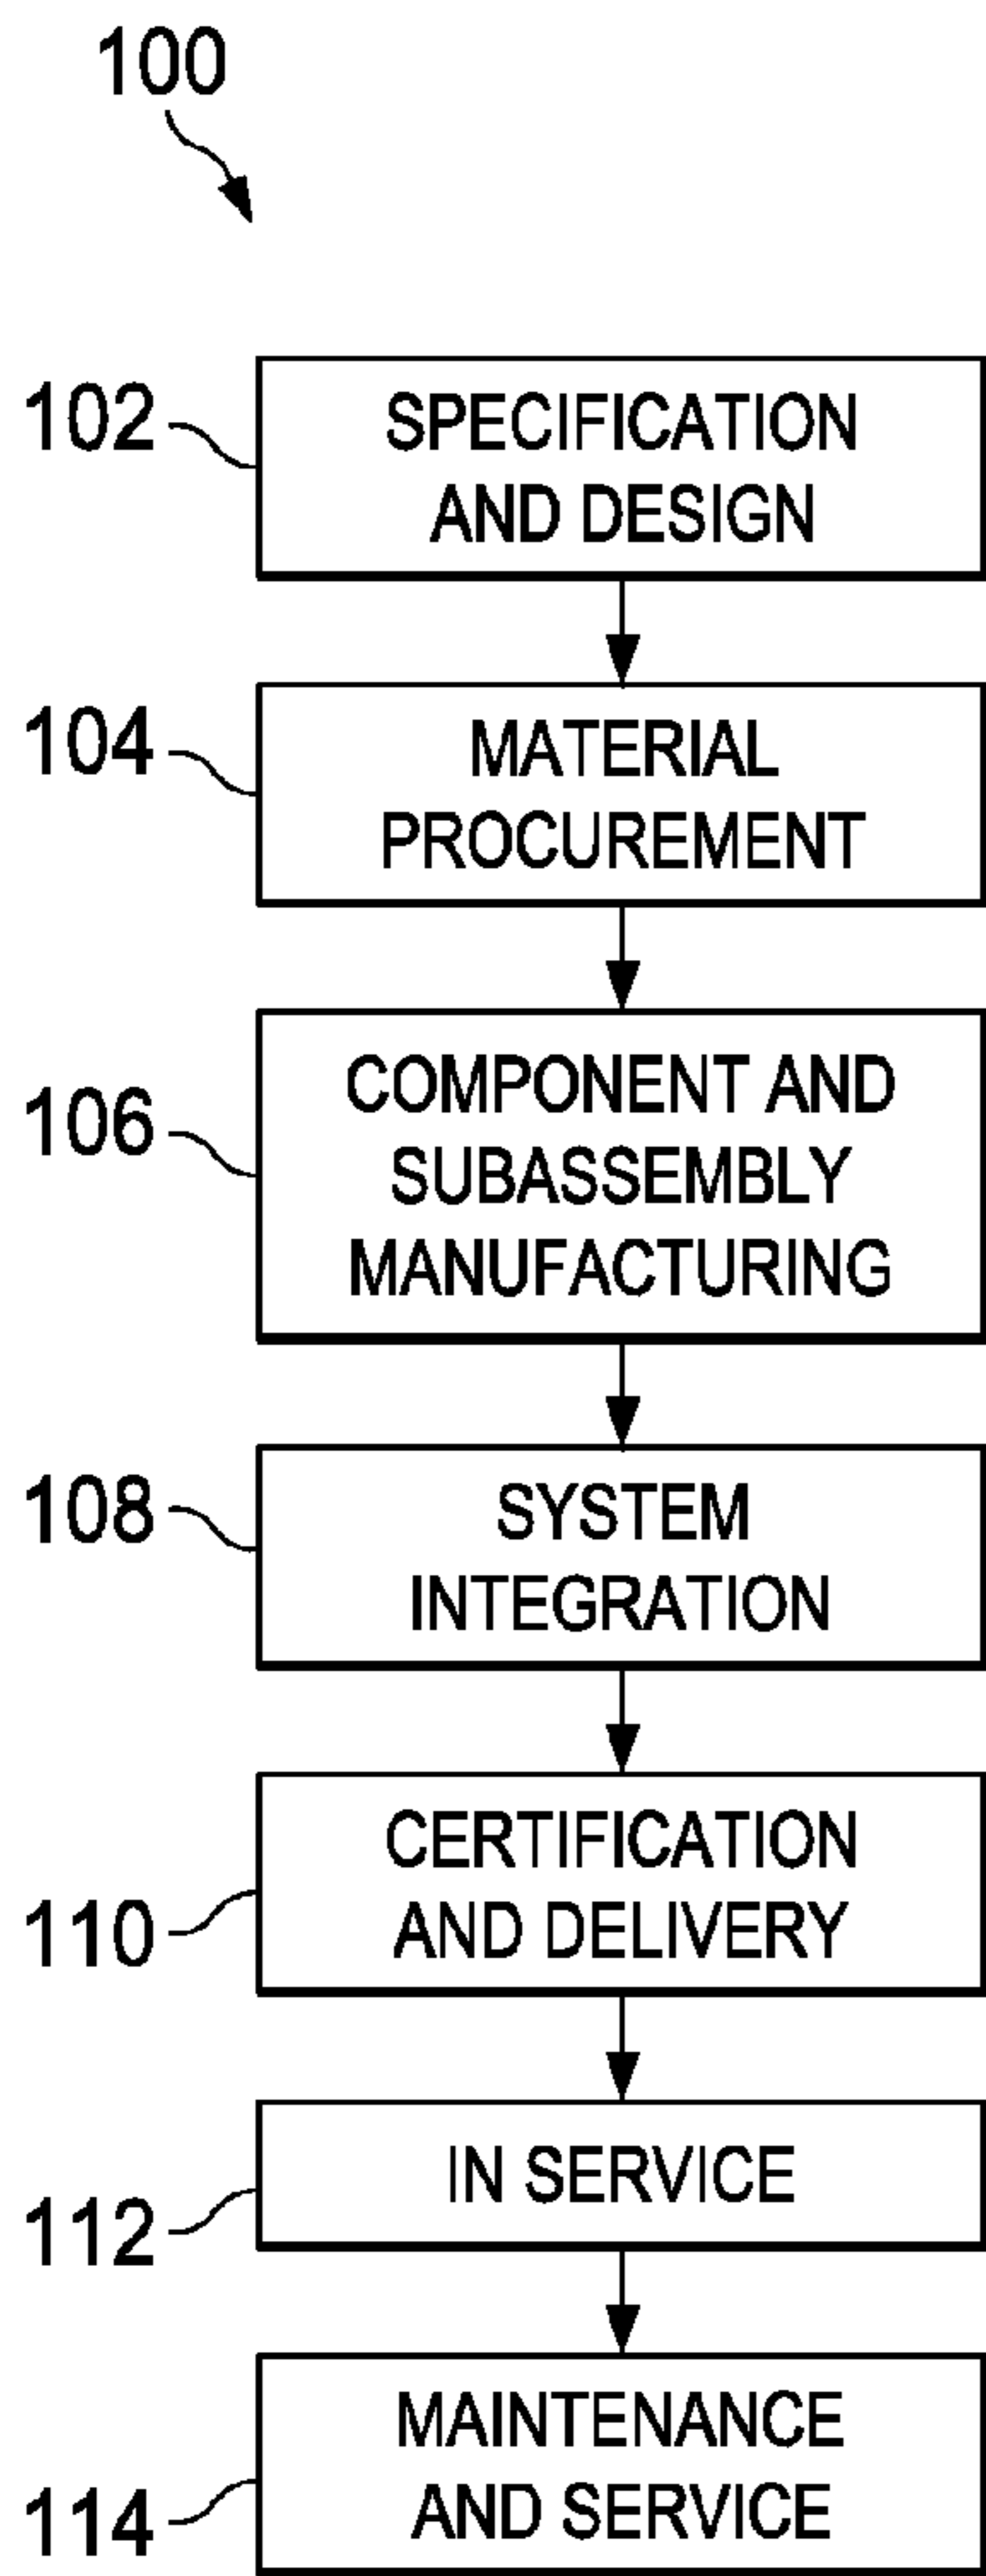 100
102
SPECIFICATION
AND DESIGN
104
MATERIAL
PROCUREMENT
106
COMPONENT AND
SUBASSEMBLY
MANUFACTURING
108
SYSTEM
INTEGRATION
110
CERTIFICATION
AND DELIVERY
112
IN SERVICE
114
MAINTENANCE
AND SERVICE